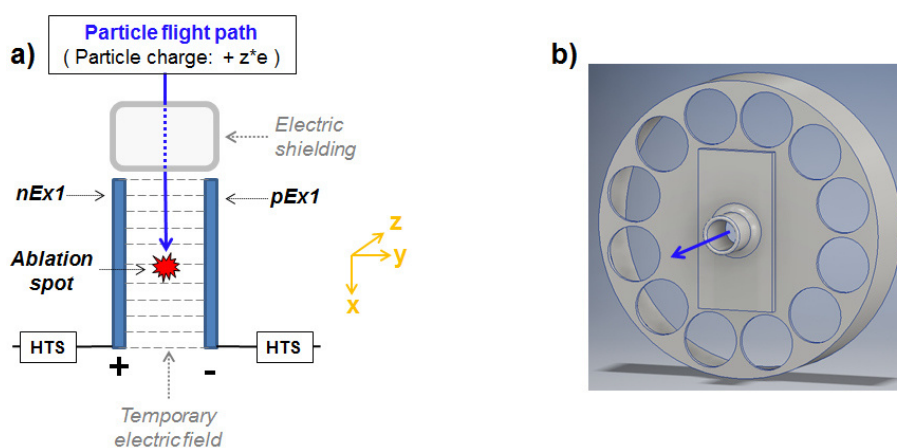 a)
Particle flight path
( Particle charge: + z*e )
b)
Electric
shielding
nEx1
pEx1
Ablation
spot
z
y
x
HTS
HTS
+
-
Temporary
electric field